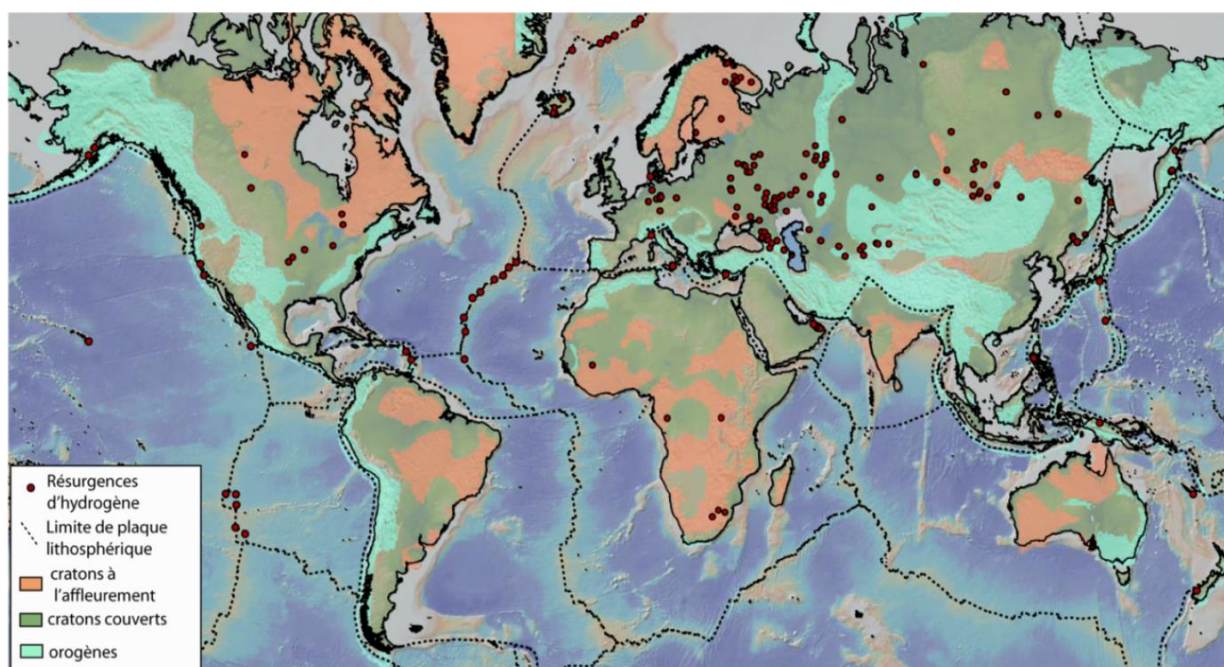 Résurgences
d'hydrogène
Limite de plaque
lithosphérique
cratons à
l'affleurement
cratons couverts
orogènes